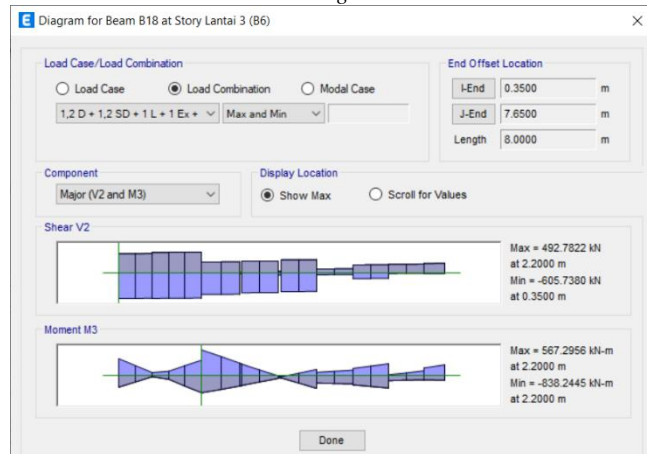 E Diagram for Beam B18 at Story Lantai 3 (B6)
Load Case/Load Combination
Load Case Load Combination Modal Case
1,2 D + 1,2 SD + 1 L + 1 Ex + Max and Min
End Offset Location
I-End 0.3500 m
J-End 7.6500 m
Length 8.0000 m
Component
Major (V2 and M3)
Display Location
Show Max Scroll for Values
Shear V2
Max = 492.7822 kN
at 2.2000 m
Min = -605.7380 kN
at 0.3500 m
Moment M3
Max = 567.2956 kN-m
at 2.2000 m
Min = -838.2445 kN-m
at 2.2000 m
Done